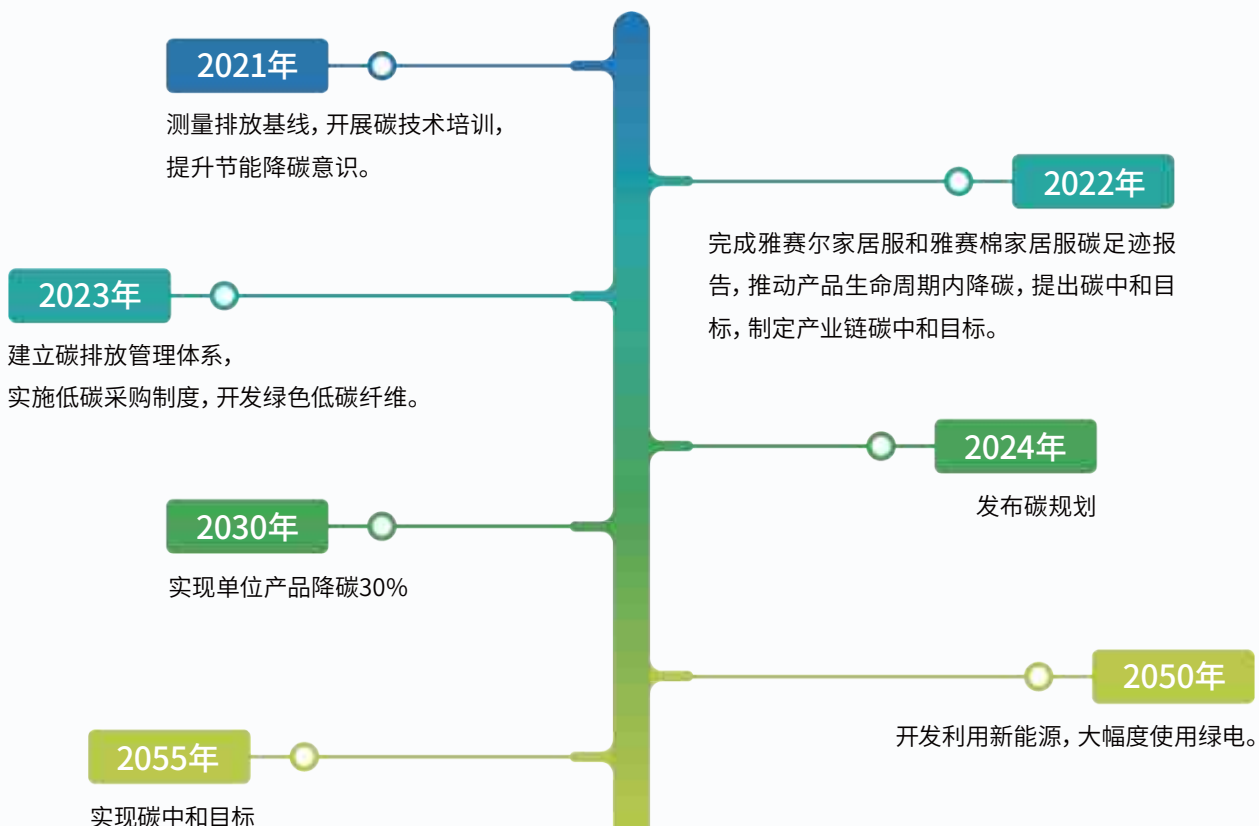 2021年
测量排放基线，开展碳技术培训，
提升节能降碳意识。
2022年
完成雅赛尔家居服和雅赛棉家居服碳足迹报
告，推动产品生命周期内降碳，提出碳中和目
标，制定产业链碳中和目标。
2023年
建立碳排放管理体系，
实施低碳采购制度，开发绿色低碳纤维。
2024年
发布碳规划
2030年
实现单位产品降碳30%
2050年
开发利用新能源，大幅度使用绿电。
2055年
实现碳中和目标